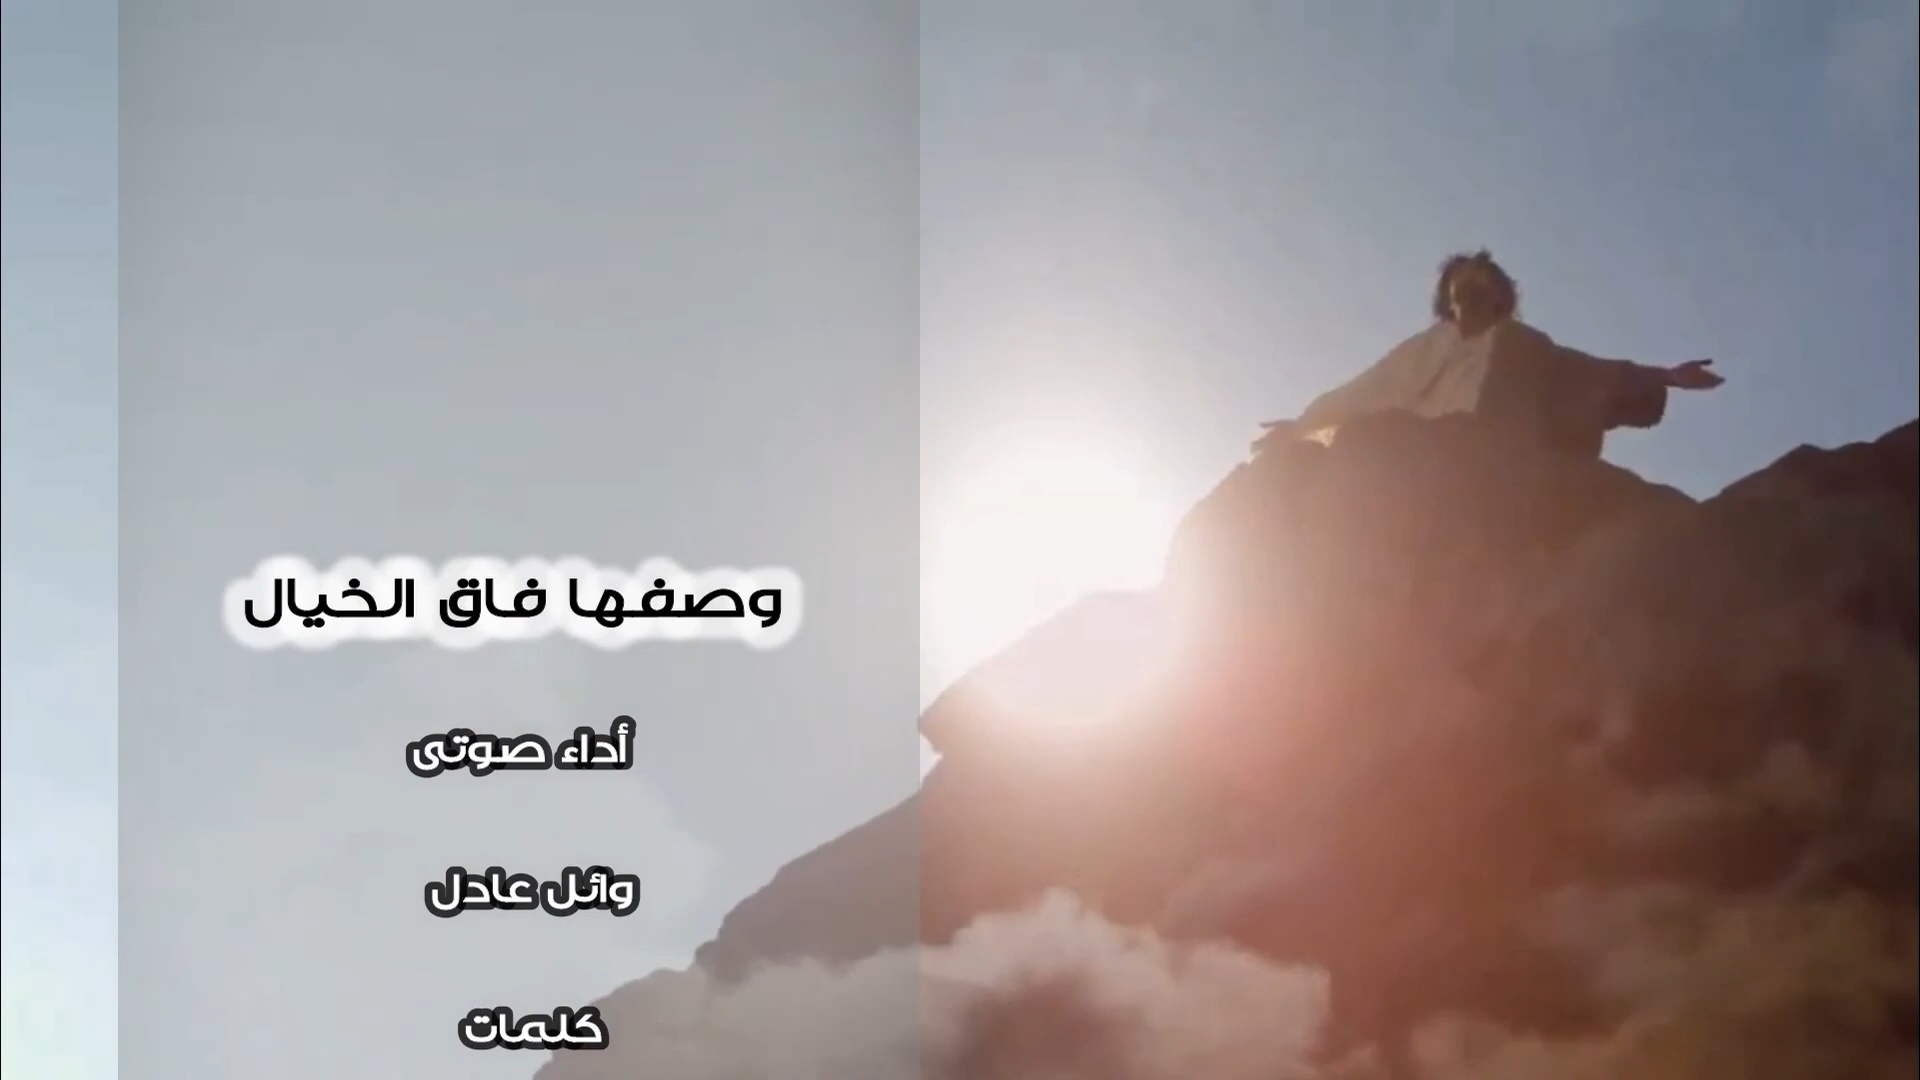 وصفها فاق الخيال
أداء صوتى
وائل عادل
كلمات